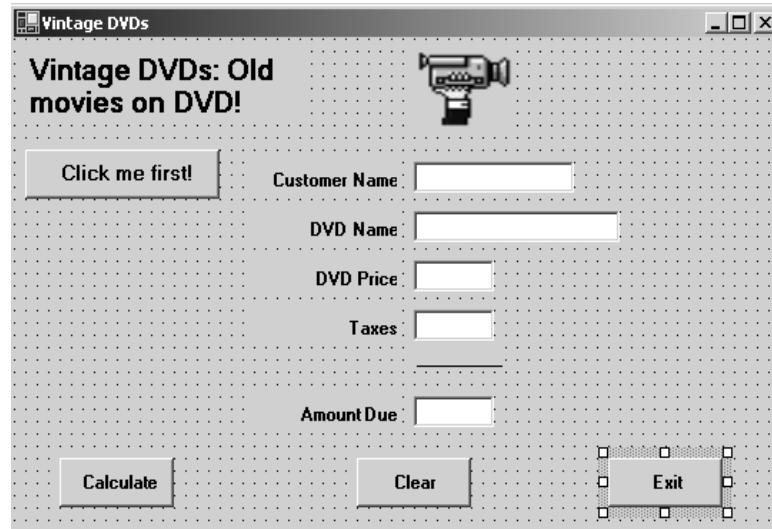 Vintage DVDs
Vintage DVDs: Old
movies on DVD!
Click me first!
Customer Name
DVD Name
DVD Price
Taxes
Amount Due
Calculate
Clear
Exit